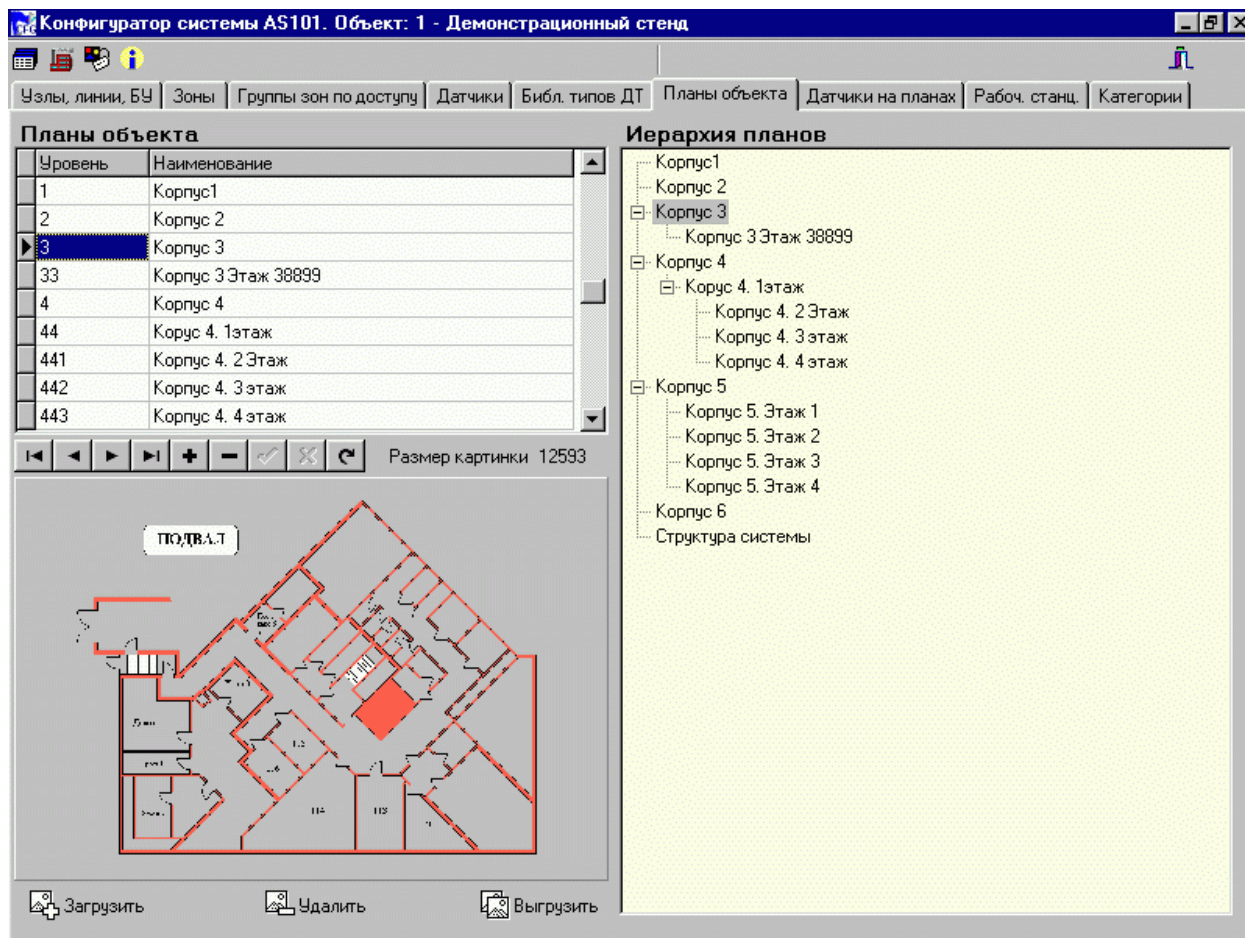 Конфигуратор системы AS101. Объект: 1 - Демонстрационный стенд
Узлы, линии, БУ
Зоны
Группы зон по доступу
Датчики
Библ. типов ДТ
Планы объекта
Датчики на планах
Рабоч. станц.
Категории
Планы объекта
Уровень Наименование
1 Корпус1
2 Корпус 2
3 Корпус 3
33 Корпус 3 Этаж 38899
4 Корпус 4
44 Корус 4. 1этаж
441 Корпус 4. 2 Этаж
442 Корпус 4. 3 этаж
443 Корпус 4. 4 этаж
Размер картинки 12593
ПОДВАЛ
114
113
Загрузить
Удалить
Выгрузить
Иерархия планов
Корпус1
Корпус 2
Корпус 3
Корпус 3 Этаж 38899
Корпус 4
Корус 4. 1этаж
Корпус 4. 2 Этаж
Корпус 4. 3 этаж
Корпус 4. 4 этаж
Корпус 5
Корпус 5. Этаж 1
Корпус 5. Этаж 2
Корпус 5. Этаж 3
Корпус 5. Этаж 4
Корпус 6
Структура системы